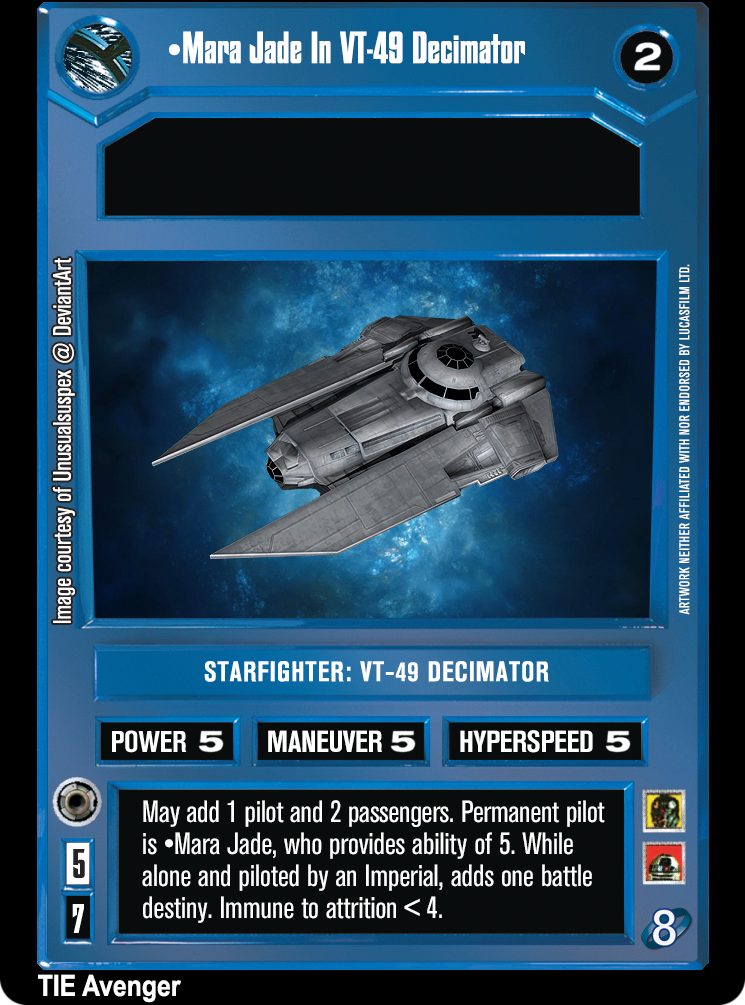 •Mara Jade In VT-49 Decimator
2
Image courtesy of Unusualsuspex @ DeviantArt
ARTWORK NEITHER AFFILIATED WITH NOR ENDORSED BY LUCASFILM LTD.
STARFIGHTER: VT-49 DECIMATOR
POWER 5
MANEUVER 5
HYPERSPEED 5
May add 1 pilot and 2 passengers. Permanent pilot
is •Mara Jade, who provides ability of 5. While
alone and piloted by an Imperial, adds one battle
destiny. Immune to attrition < 4.
5
7
8
TIE Avenger